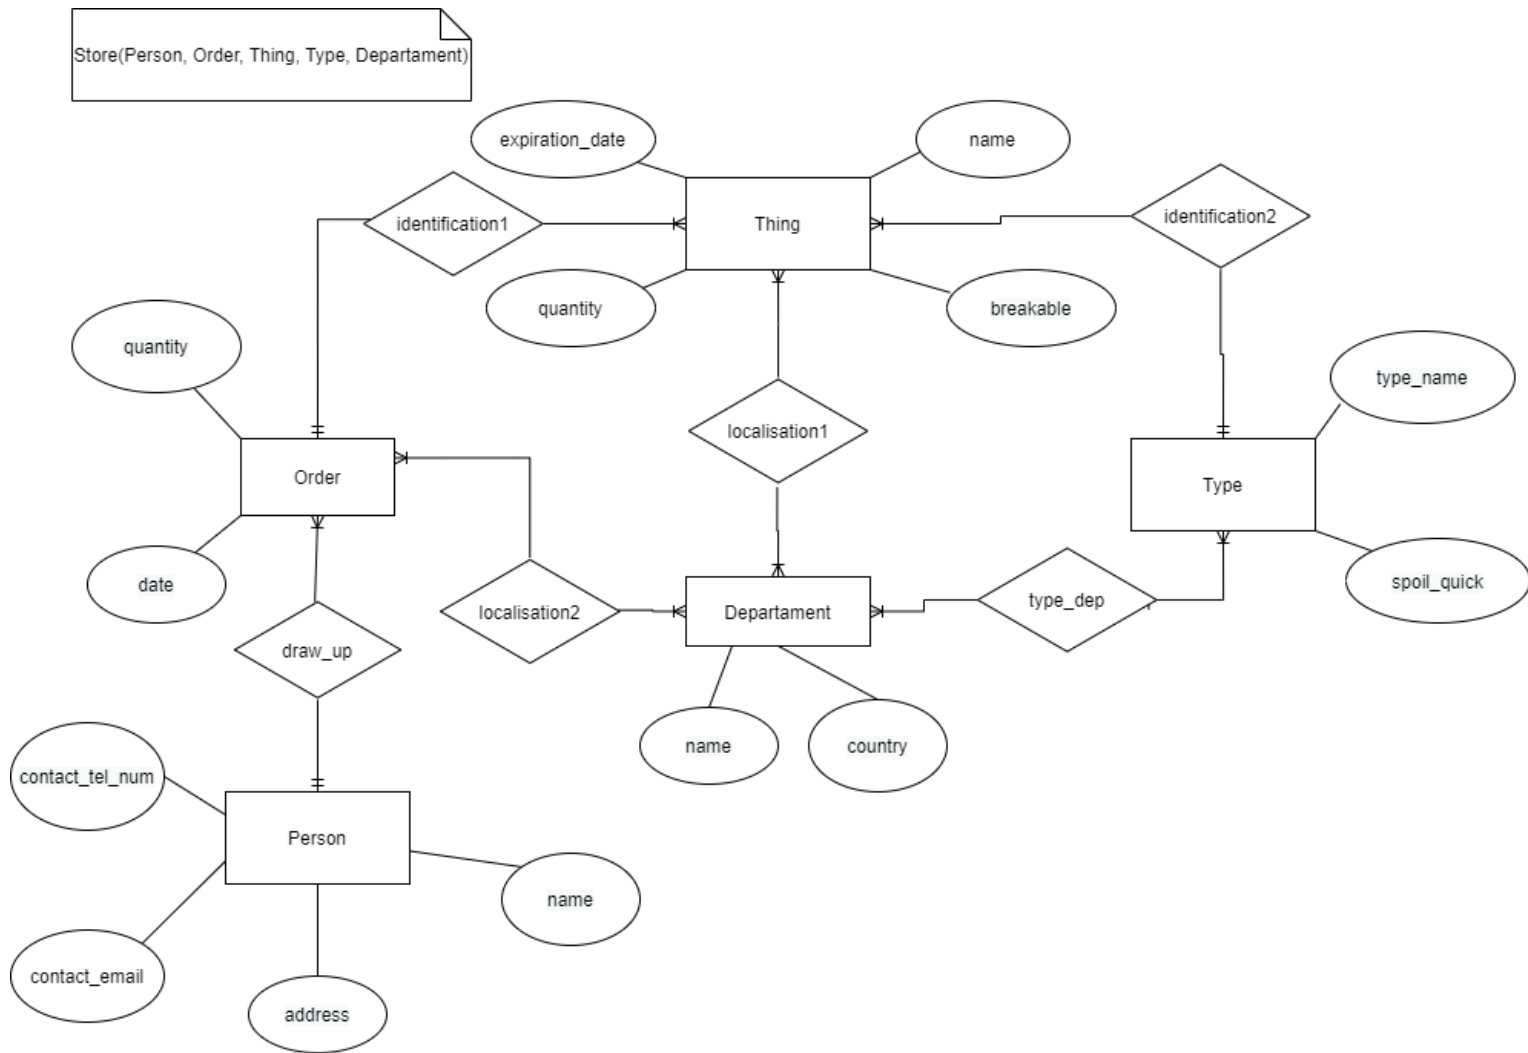 Store(Person, Order, Thing, Type, Departament)
expiration_date
name
identification1
Thing
identification2
quantity
breakable
quantity
type_name
localisation1
Order
Type
date
localisation2
Departament
type_dep
spoil_quick
draw_up
name
country
contact_tel_num
Person
name
contact_email
address